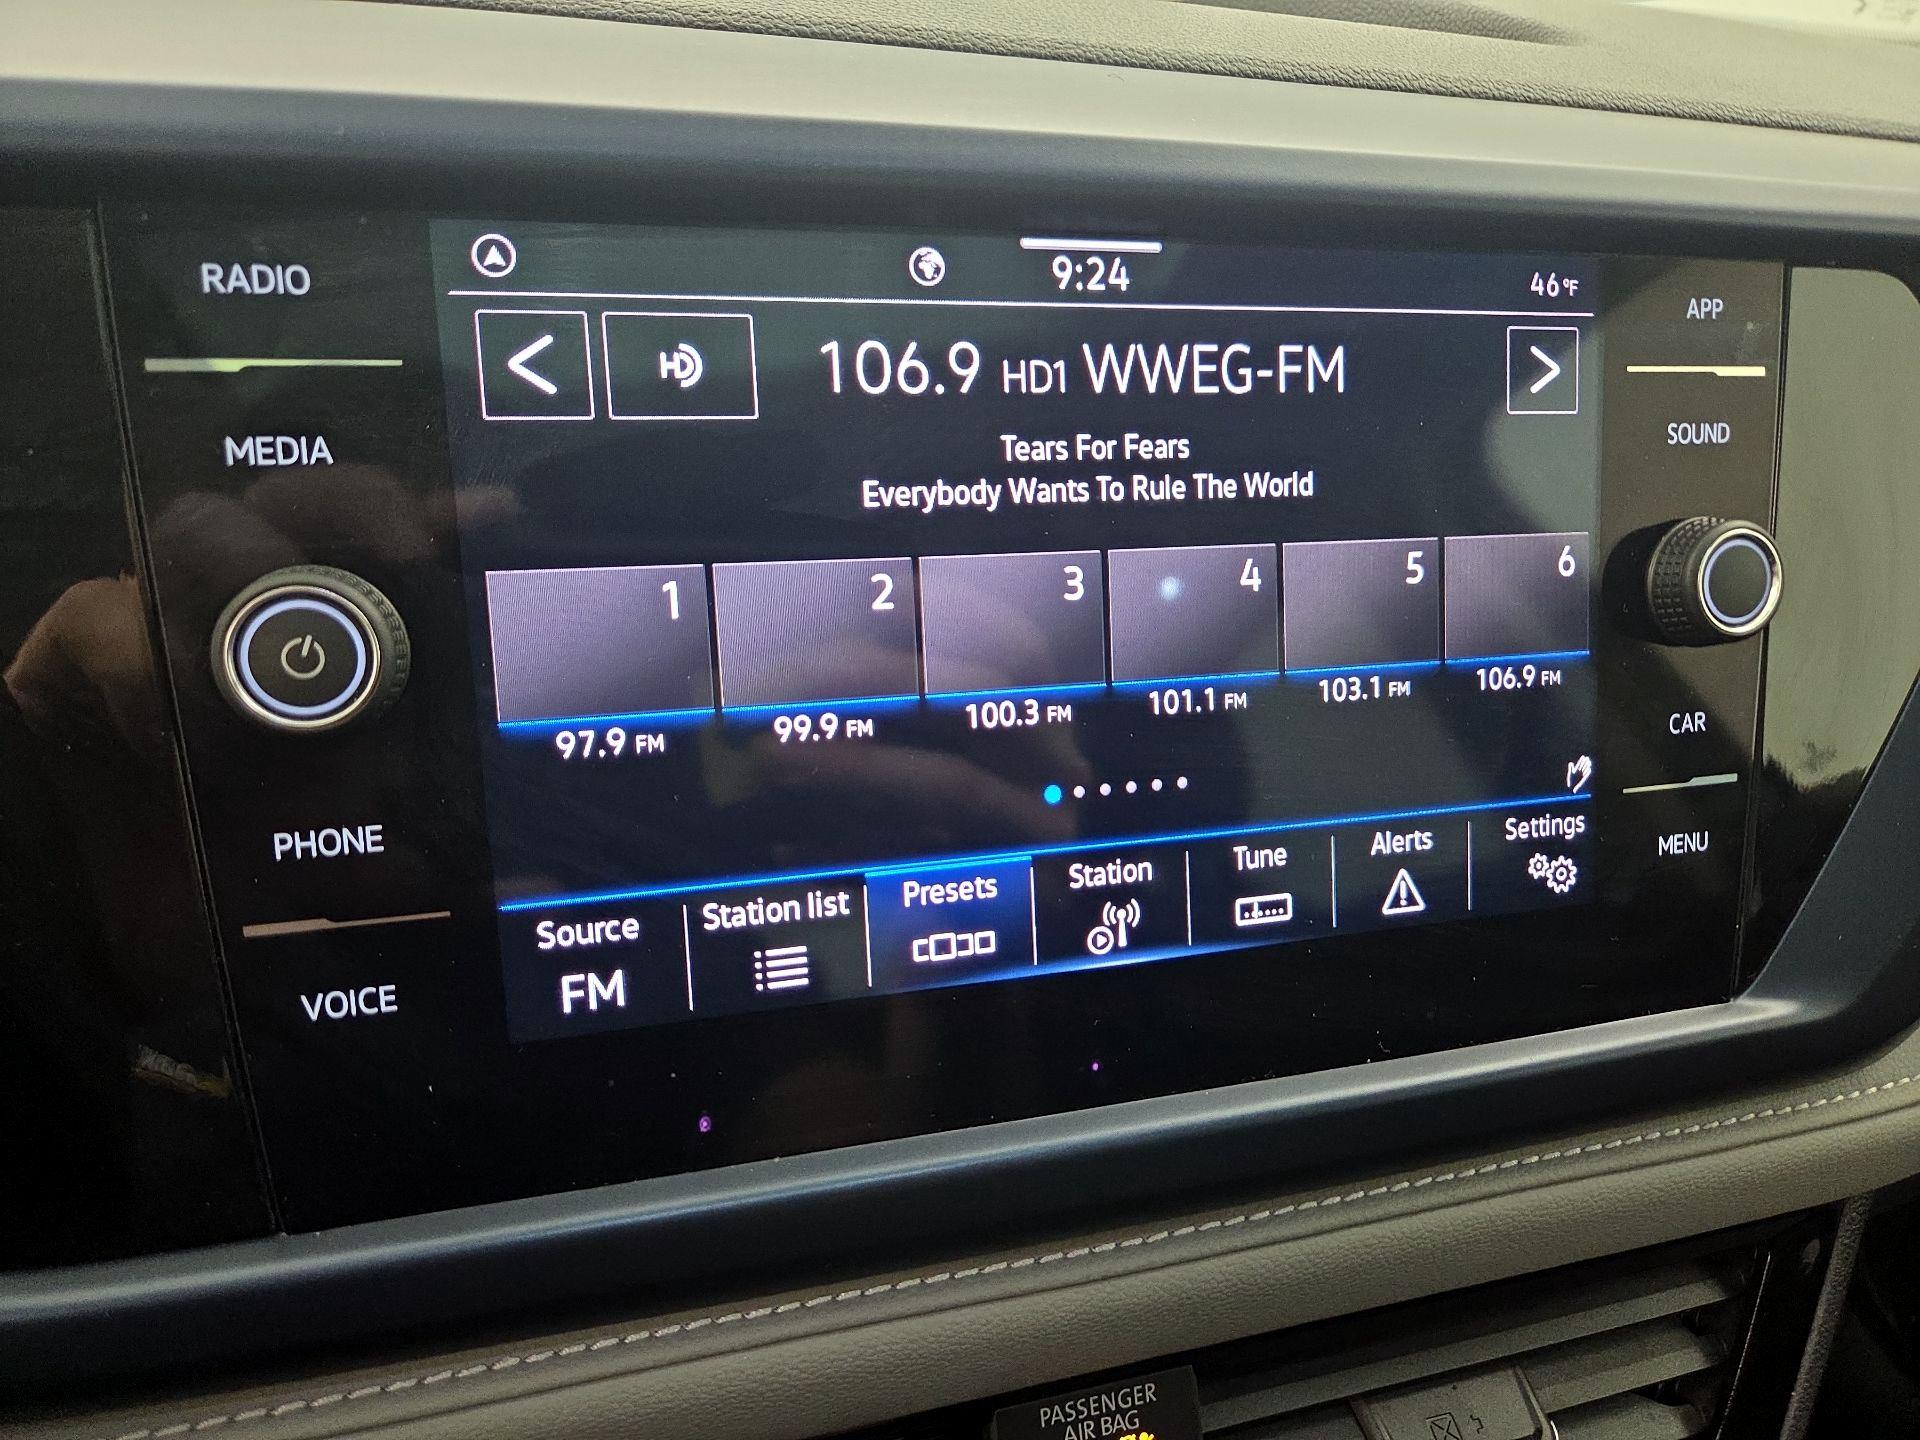 RADIO
MEDIA
PHONE
VOICE
9:24
46°F
HD
106.9 HD1 WWEG-FM
Tears For Fears
Everybody Wants To Rule The World
1 2 3 4 5 6
97.9 FM 99.9 FM 100.3 FM 101.1 FM 103.1 FM 106.9 FM
Source Station list Presets Station Tune Alerts Settings
FM
APP
SOUND
CAR
MENU
PASSENGER
AIR BAG